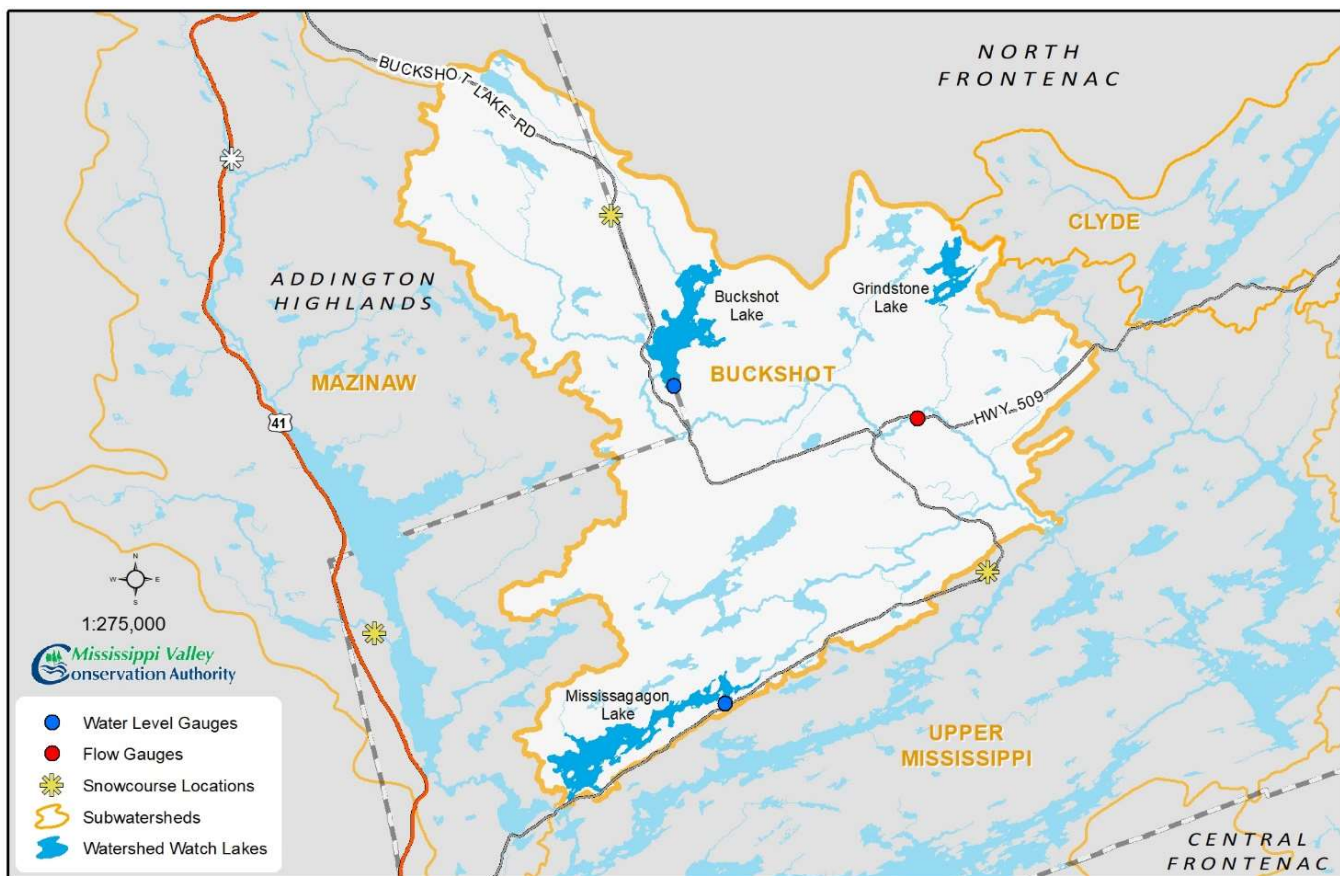 NORTH
FRONTENAC
BUCKSHOT LAKE RD
CLYDE
ADDINGTON
HIGHLANDS
Buckshot
Lake
Grindstone
Lake
MAZINAW
BUCKSHOT
HWY 509
41
N
W E
S
1:275,000
Mississippi Valley
Conservation Authority
Mississagagon
Lake
UPPER
MISSISSIPPI
CENTRAL
FRONTENAC
Water Level Gauges
Flow Gauges
Snowcourse Locations
Subwatersheds
Watershed Watch Lakes